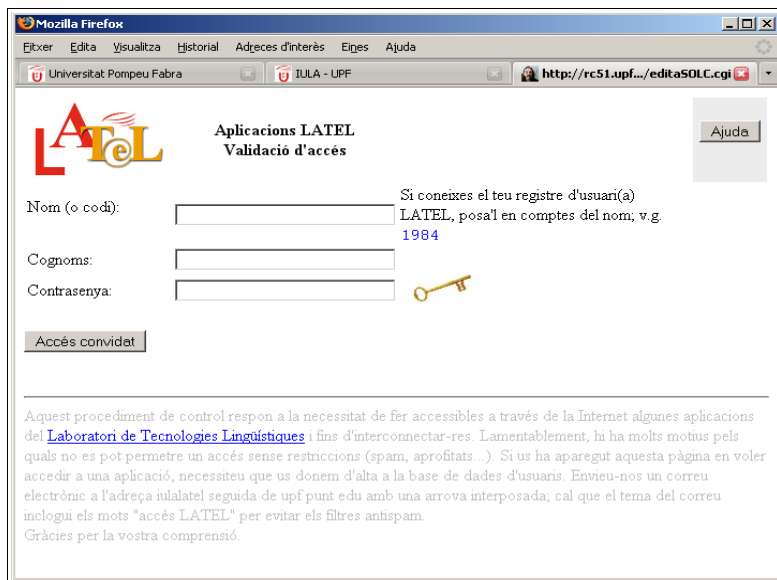 Mozilla Firefox
Fitxer Edita Visualitza Historial Adreces d'interès Eines Ajuda
Universitat Pompeu Fabra IULA - UPF http://rc51.upf.../editaSOLC.cgi
LATEL
Aplicacions LATEL
Validació d'accés
Ajuda
Nom (o codi):
Si coneixes el teu registre d'usuari(a)
LATEL, posa'l en comptes del nom; v.g.
1984
Cognoms:
Contrasenya:
Accés convidat
Aquest procediment de control respon a la necessitat de fer accessibles a través de la Internet algunes aplicacions
del Laboratori de Tecnologies Lingüístiques i fins d'interconnectar-res. Lamentablement, hi ha molts motius pels
quals no es pot permetre un accés sense restriccions (spam, aprofitats...). Si us ha aparegut aquesta pàgina en voler
accedir a una aplicació, necessiteu que us donem d'alta a la base de dades d'usuaris. Envieu-nos un correu
electrònic a l'adreça iulalatel seguida de upf punt edu amb una arrova interposada; cal que el tema del correu
inclogui els mots "accés LATEL" per evitar els filtres antispam.
Gràcies per la vostra comprensió.